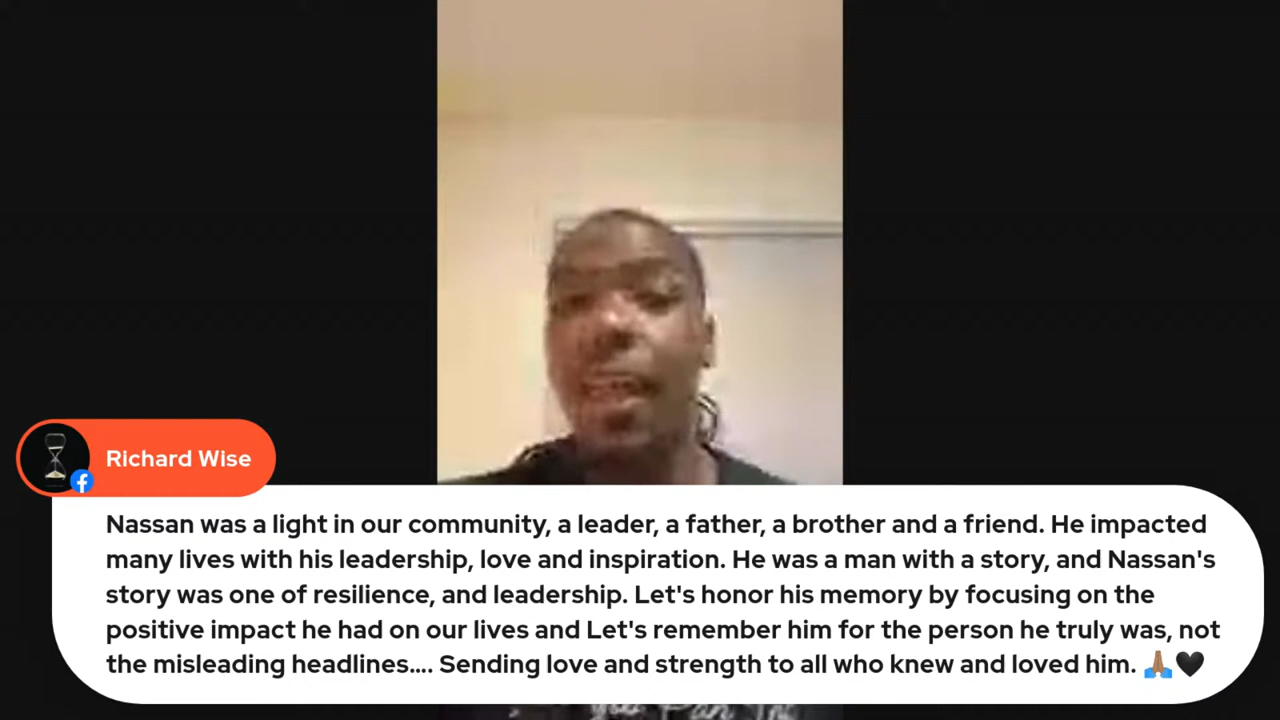 Richard Wise
Nassan was a light in our community, a leader, a father, a brother and a friend. He impacted
many lives with his leadership, love and inspiration. He was a man with a story, and Nassan's
story was one of resilience, and leadership. Let's honor his memory by focusing on the
positive impact he had on our lives and Let's remember him for the person he truly was, not
the misleading headlines.... Sending love and strength to all who knew and loved him. 🙏🏽🖤